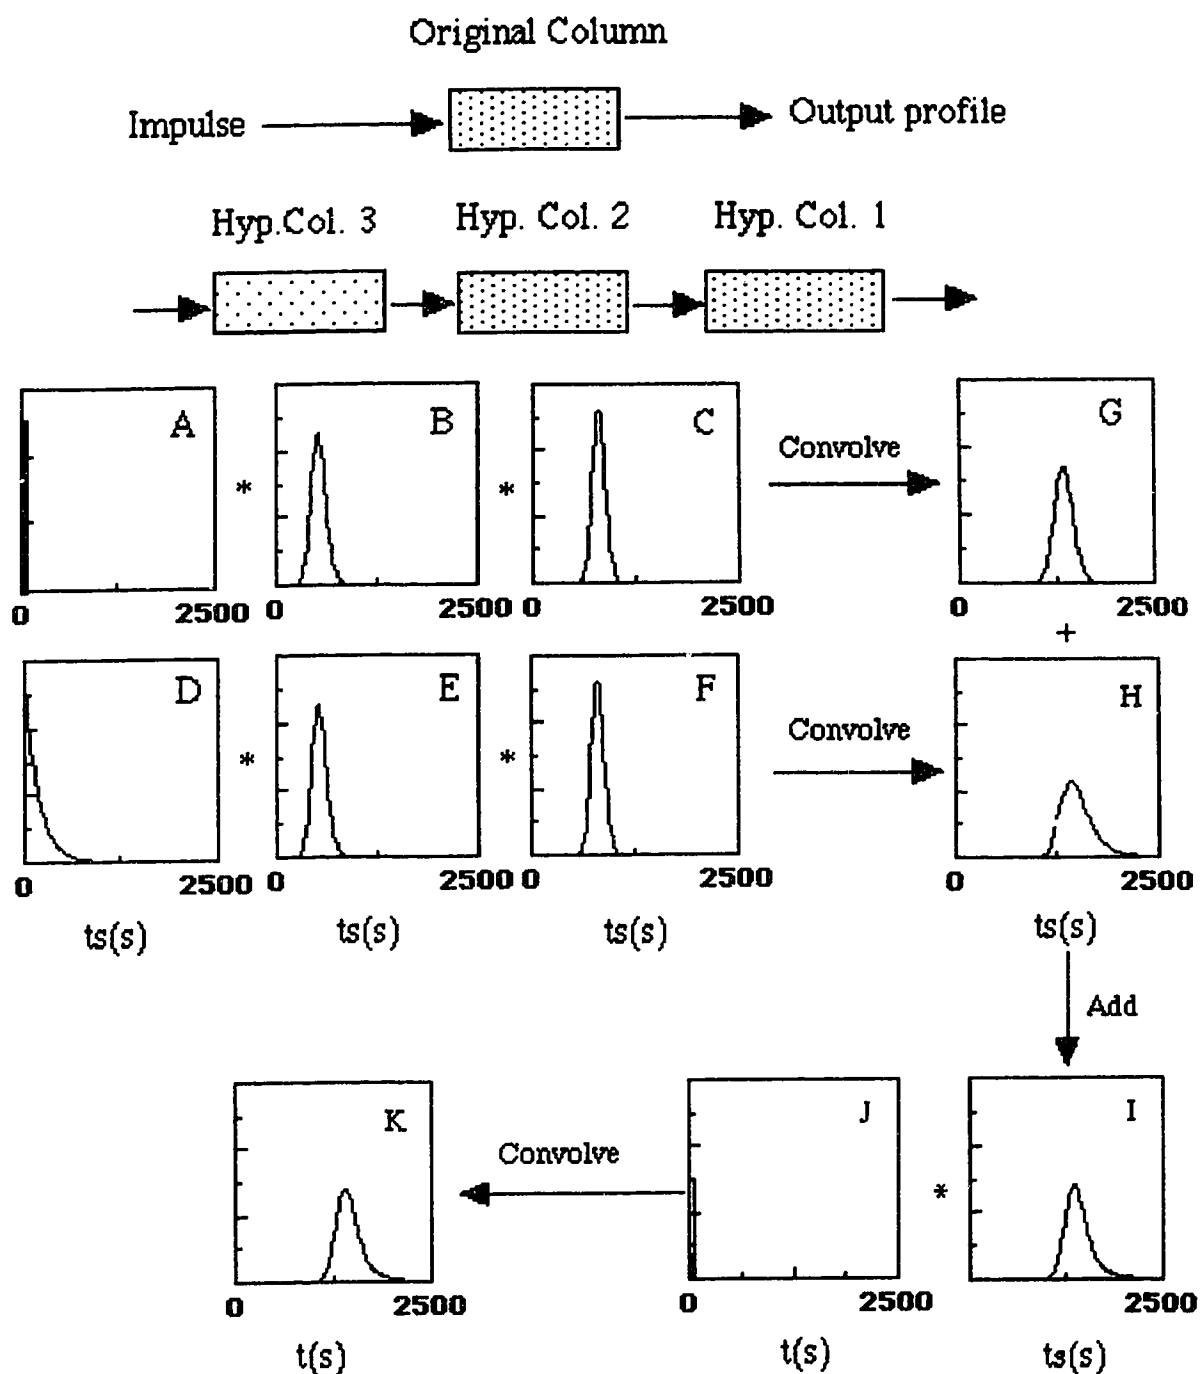 Original Column
Impulse
Output profile
Hyp.Col. 3
Hyp. Col. 2
Hyp. Col. 1
A
*
B
*
C
Convolve
G
0
2500
0
2500
0
2500
0
2500
+
D
*
E
*
F
Convolve
H
0
2500
0
2500
0
2500
0
2500
ts(s)
ts(s)
ts(s)
ts(s)
Add
K
Convolve
J
*
I
0
2500
0
2500
2500
t(s)
t(s)
ts(s)